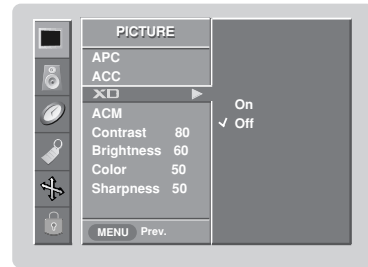 PICTURE
APC
ACC
XD
ACM
Contrast 80
Brightness 60
Color 50
Sharpness 50
MENU Prev.
On
Off